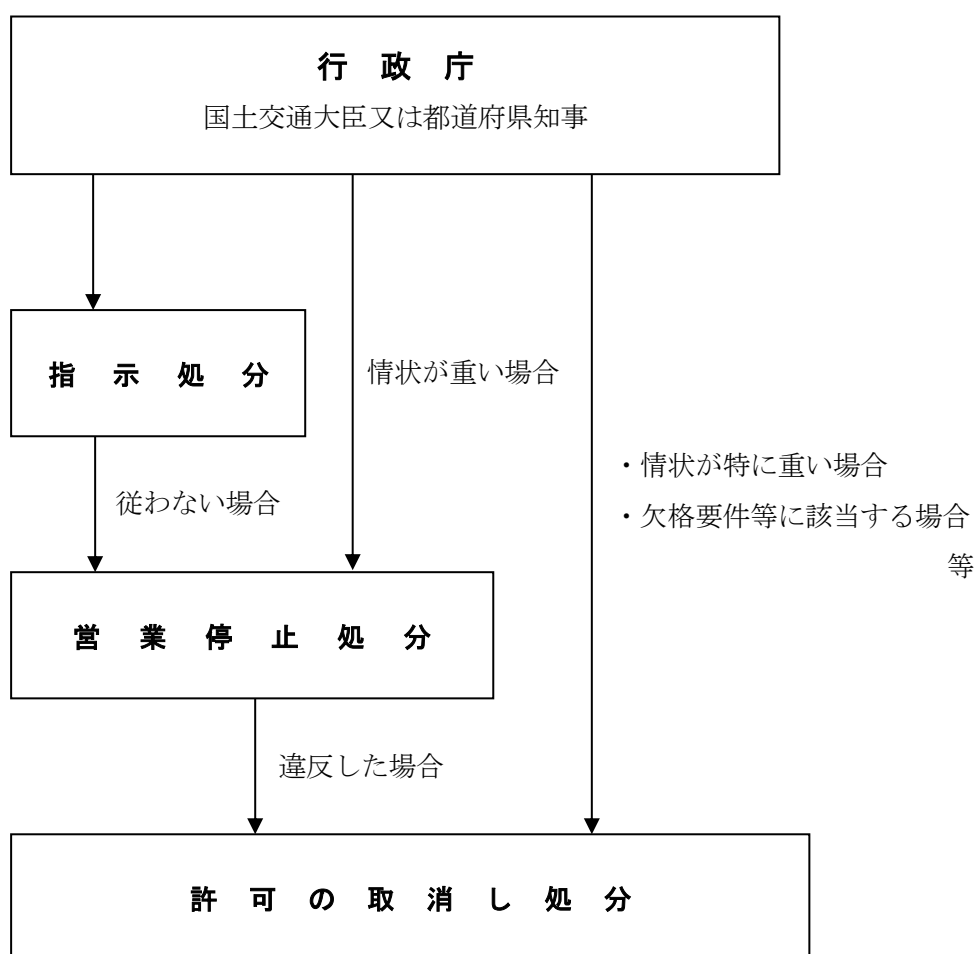 行政庁
国土交通大臣又は都道府県知事
指示処分
情状が重い場合
・情状が特に重い場合
従わない場合
・欠格要件等に該当する場合
等
営業停止処分
違反した場合
許可の取消し処分